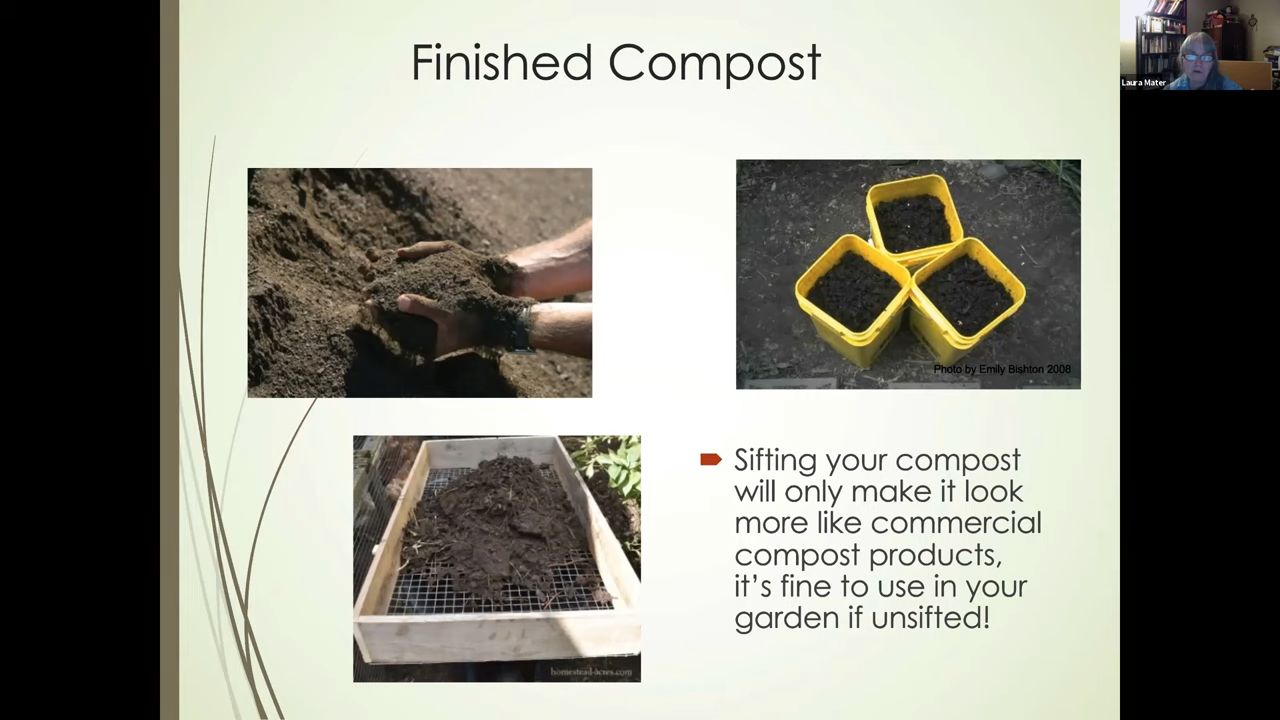 Finished Compost
Laura Mater
Photo by Emily Bishton 2008
Sifting your compost
will only make it look
more like commercial
compost products,
it's fine to use in your
garden if unsifted!
homestead-acres.com